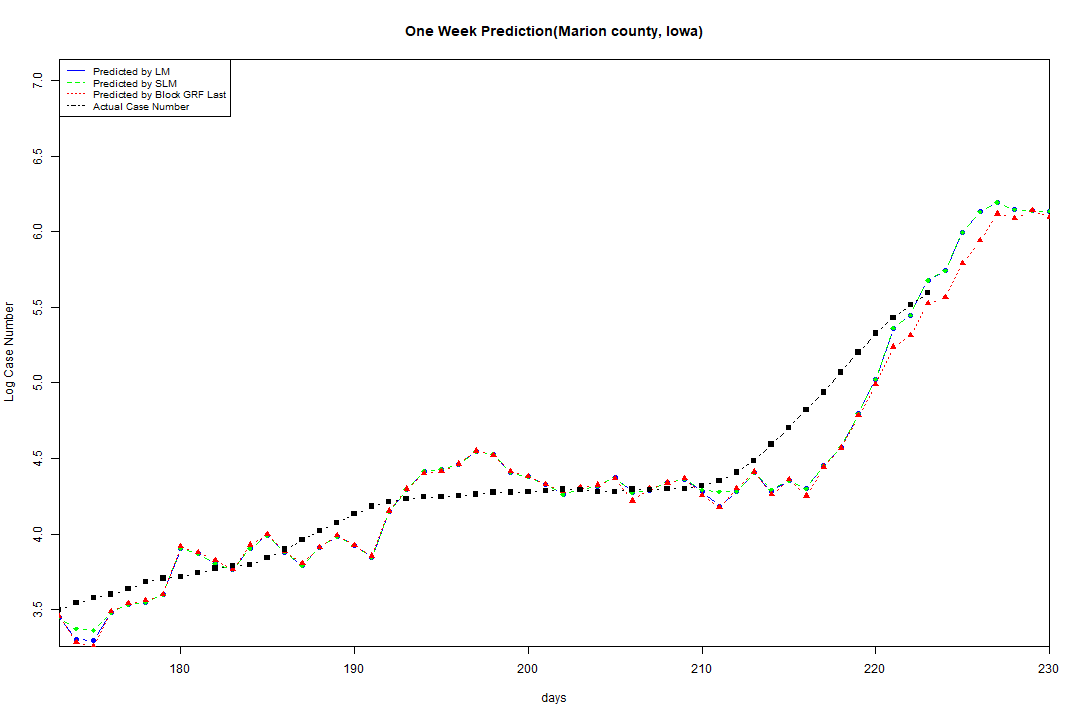 One Week Prediction(Marion county, Iowa)
Predicted by LM
Predicted by SLM
Predicted by Block GRF Last
Actual Case Number
7.0
6.5
6.0
5.5
5.0
4.5
4.0
3.5
Log Case Number
180 190 200 210 220 230
days